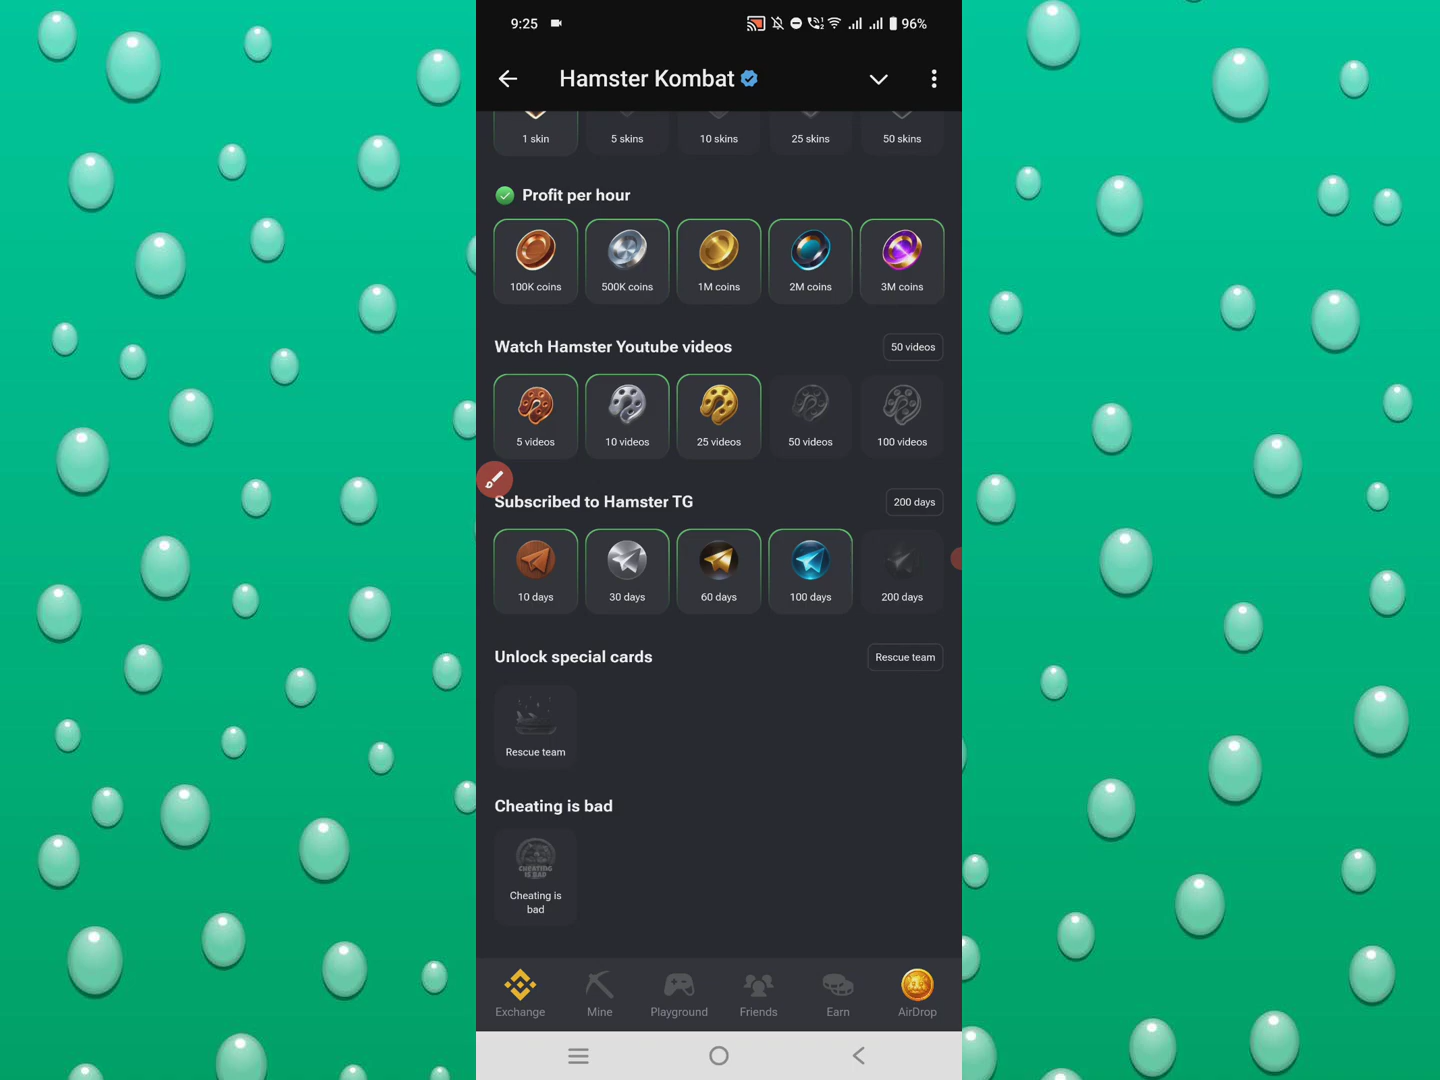 9:25
96%
Hamster Kombat
1 skin
5 skins
10 skins
25 skins
50 skins
Profit per hour
100K coins
500K coins
1M coins
2M coins
3M coins
Watch Hamster Youtube videos
50 videos
5 videos
10 videos
25 videos
50 videos
100 videos
Subscribed to Hamster TG
200 days
10 days
30 days
60 days
100 days
200 days
Unlock special cards
Rescue team
Rescue team
Cheating is bad
CHEATING
IS BAD
Cheating is
bad
Exchange
Mine
Playground
Friends
Earn
AirDrop